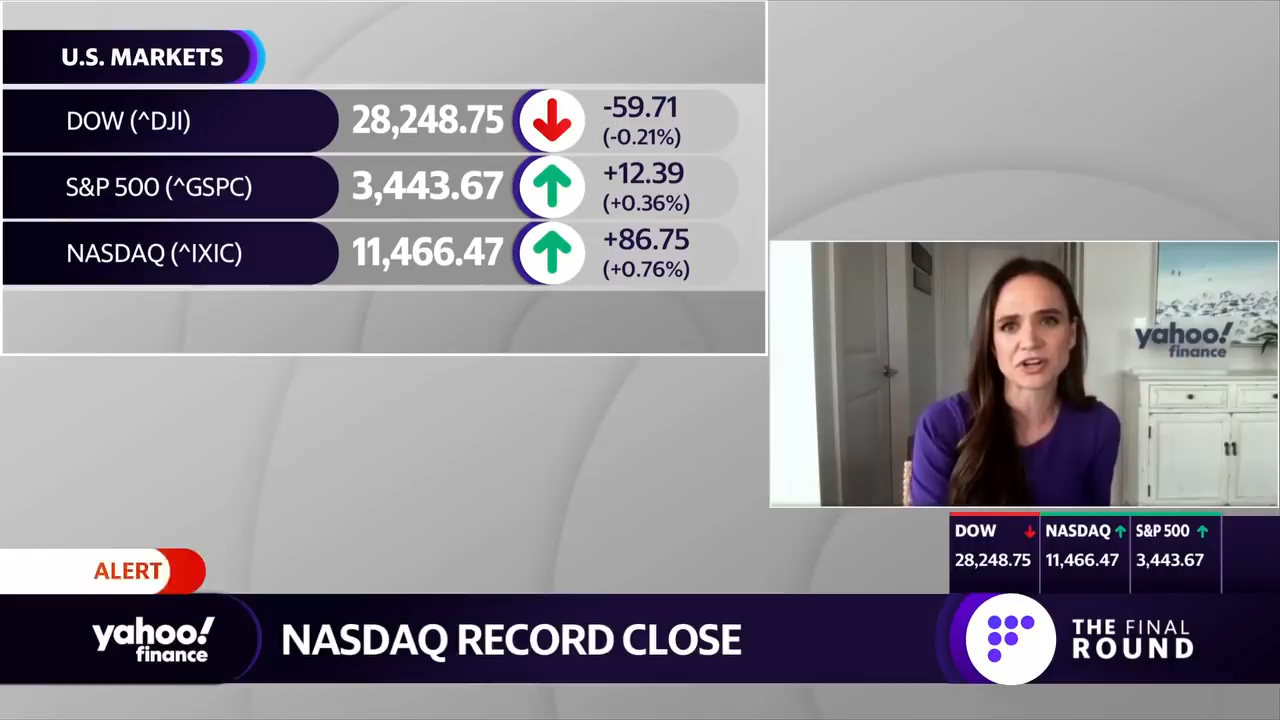 U.S. MARKETS
DOW (^DJI) 28,248.75 -59.71 (-0.21%)
S&P 500 (^GSPC) 3,443.67 +12.39 (+0.36%)
NASDAQ (^IXIC) 11,466.47 +86.75 (+0.76%)
yahoo!
finance
DOW NASDAQ S&P 500
28,248.75 11,466.47 3,443.67
ALERT
yahoo!
finance
NASDAQ RECORD CLOSE
THE FINAL
ROUND